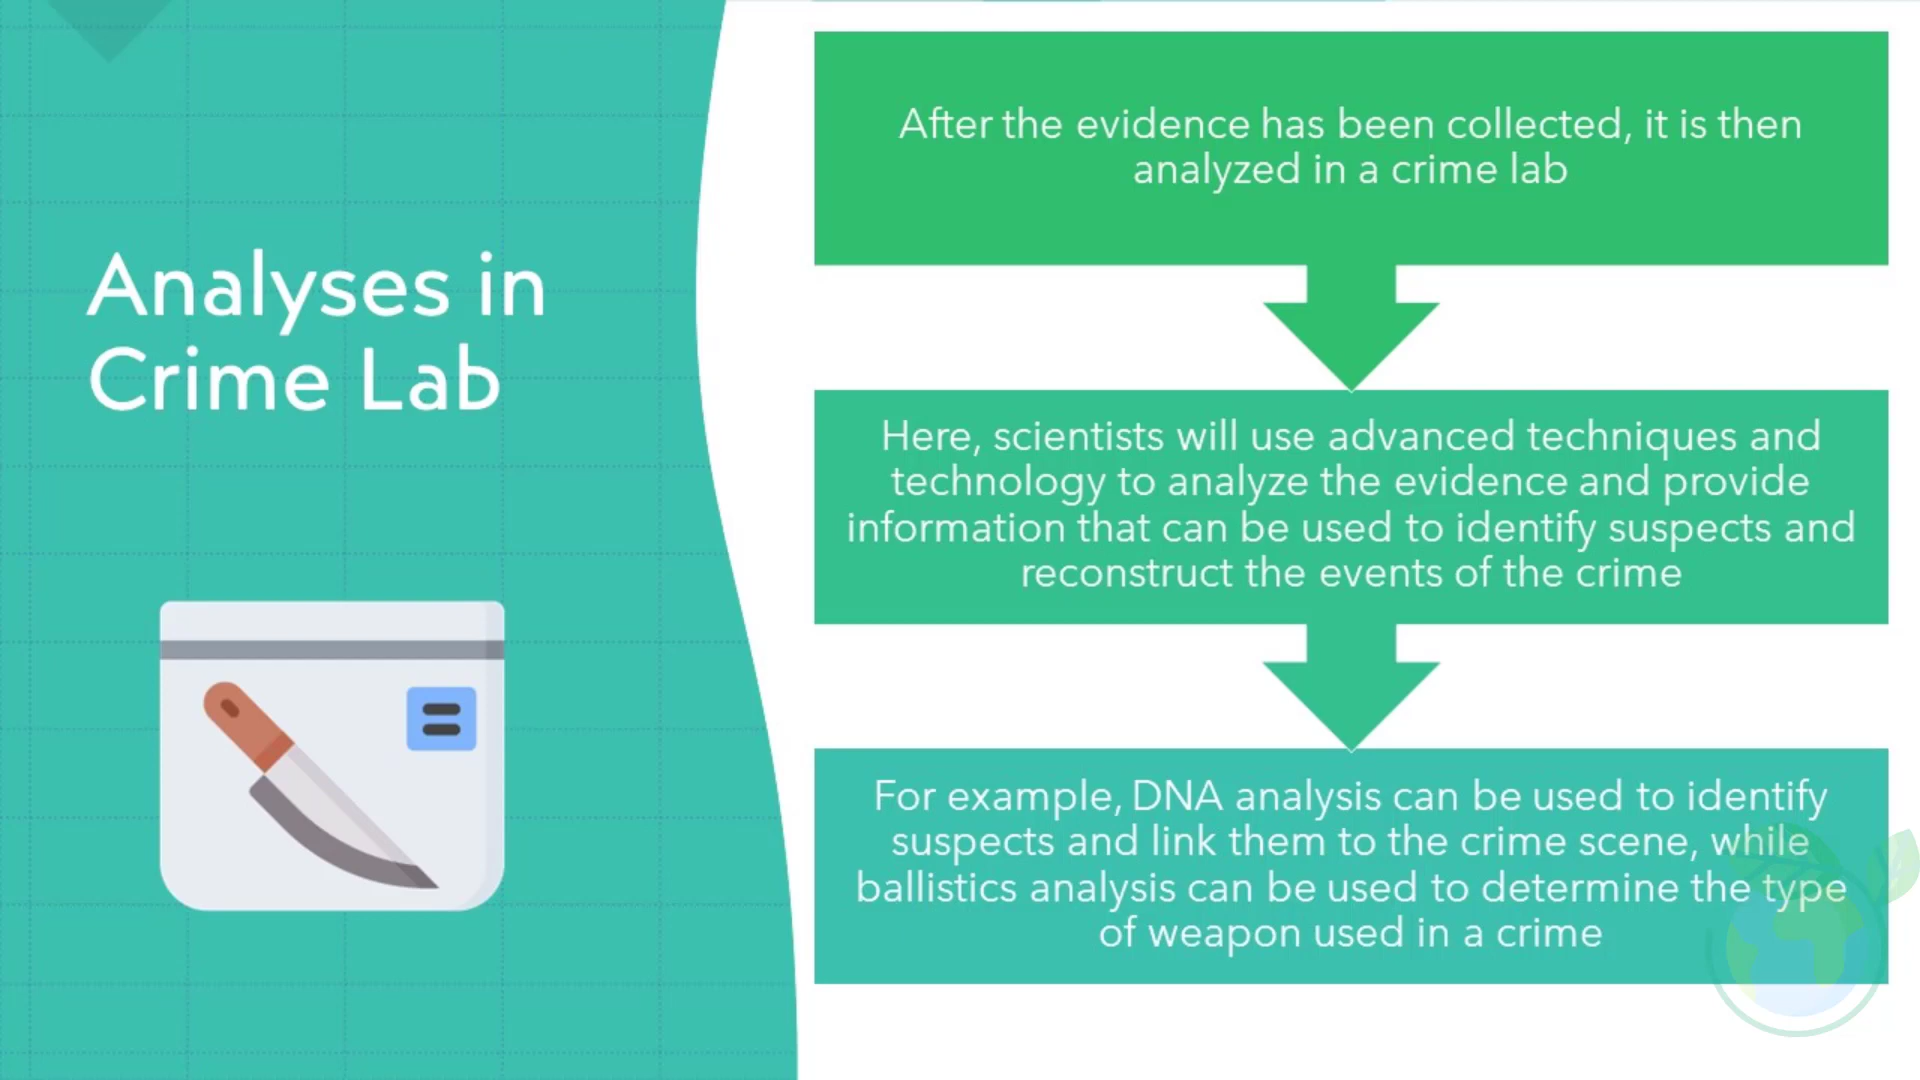 Analyses in
Crime Lab
After the evidence has been collected, it is then
analyzed in a crime lab
Here, scientists will use advanced techniques and
technology to analyze the evidence and provide
information that can be used to identify suspects and
reconstruct the events of the crime
For example, DNA analysis can be used to identify
suspects and link them to the crime scene, while
ballistics analysis can be used to determine the type
of weapon used in a crime